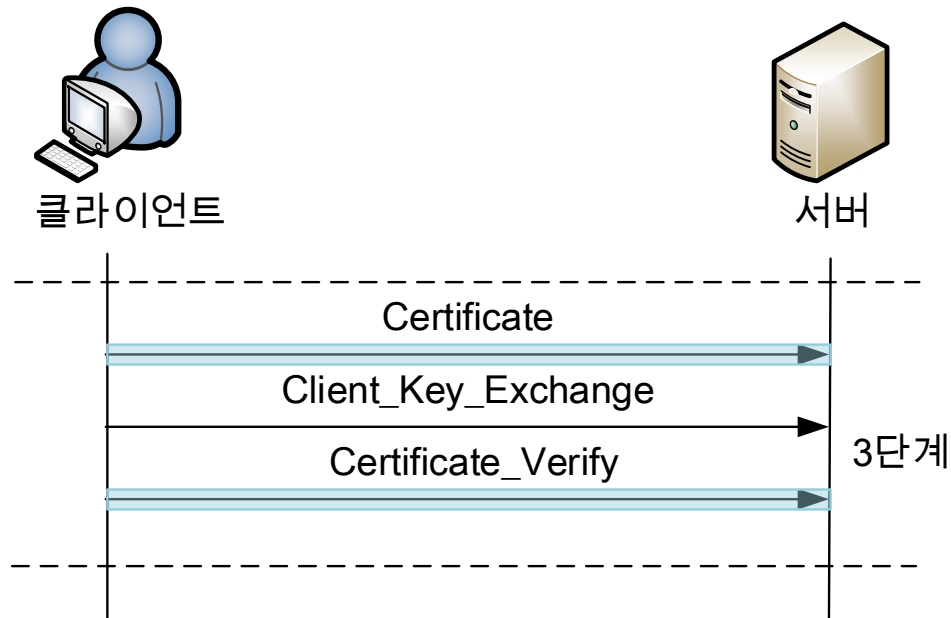 클라이언트
서버
Certificate
Client_Key_Exchange
Certificate_Verify
3단계